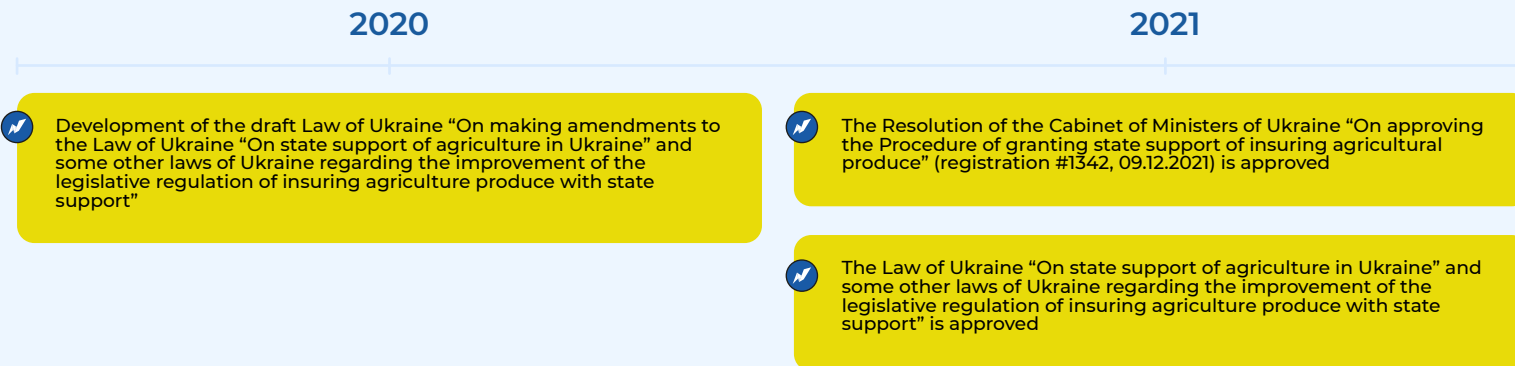 2020
2021
Development of the draft Law of Ukraine “On making amendments to
the Law of Ukraine “On state support of agriculture in Ukraine” and
some other laws of Ukraine regarding the improvement of the
legislative regulation of insuring agriculture produce with state
support”
The Resolution of the Cabinet of Ministers of Ukraine “On approving
the Procedure of granting state support of insuring agricultural
produce” (registration #1342, 09.12.2021) is approved
The Law of Ukraine “On state support of agriculture in Ukraine” and
some other laws of Ukraine regarding the improvement of the
legislative regulation of insuring agriculture produce with state
support” is approved